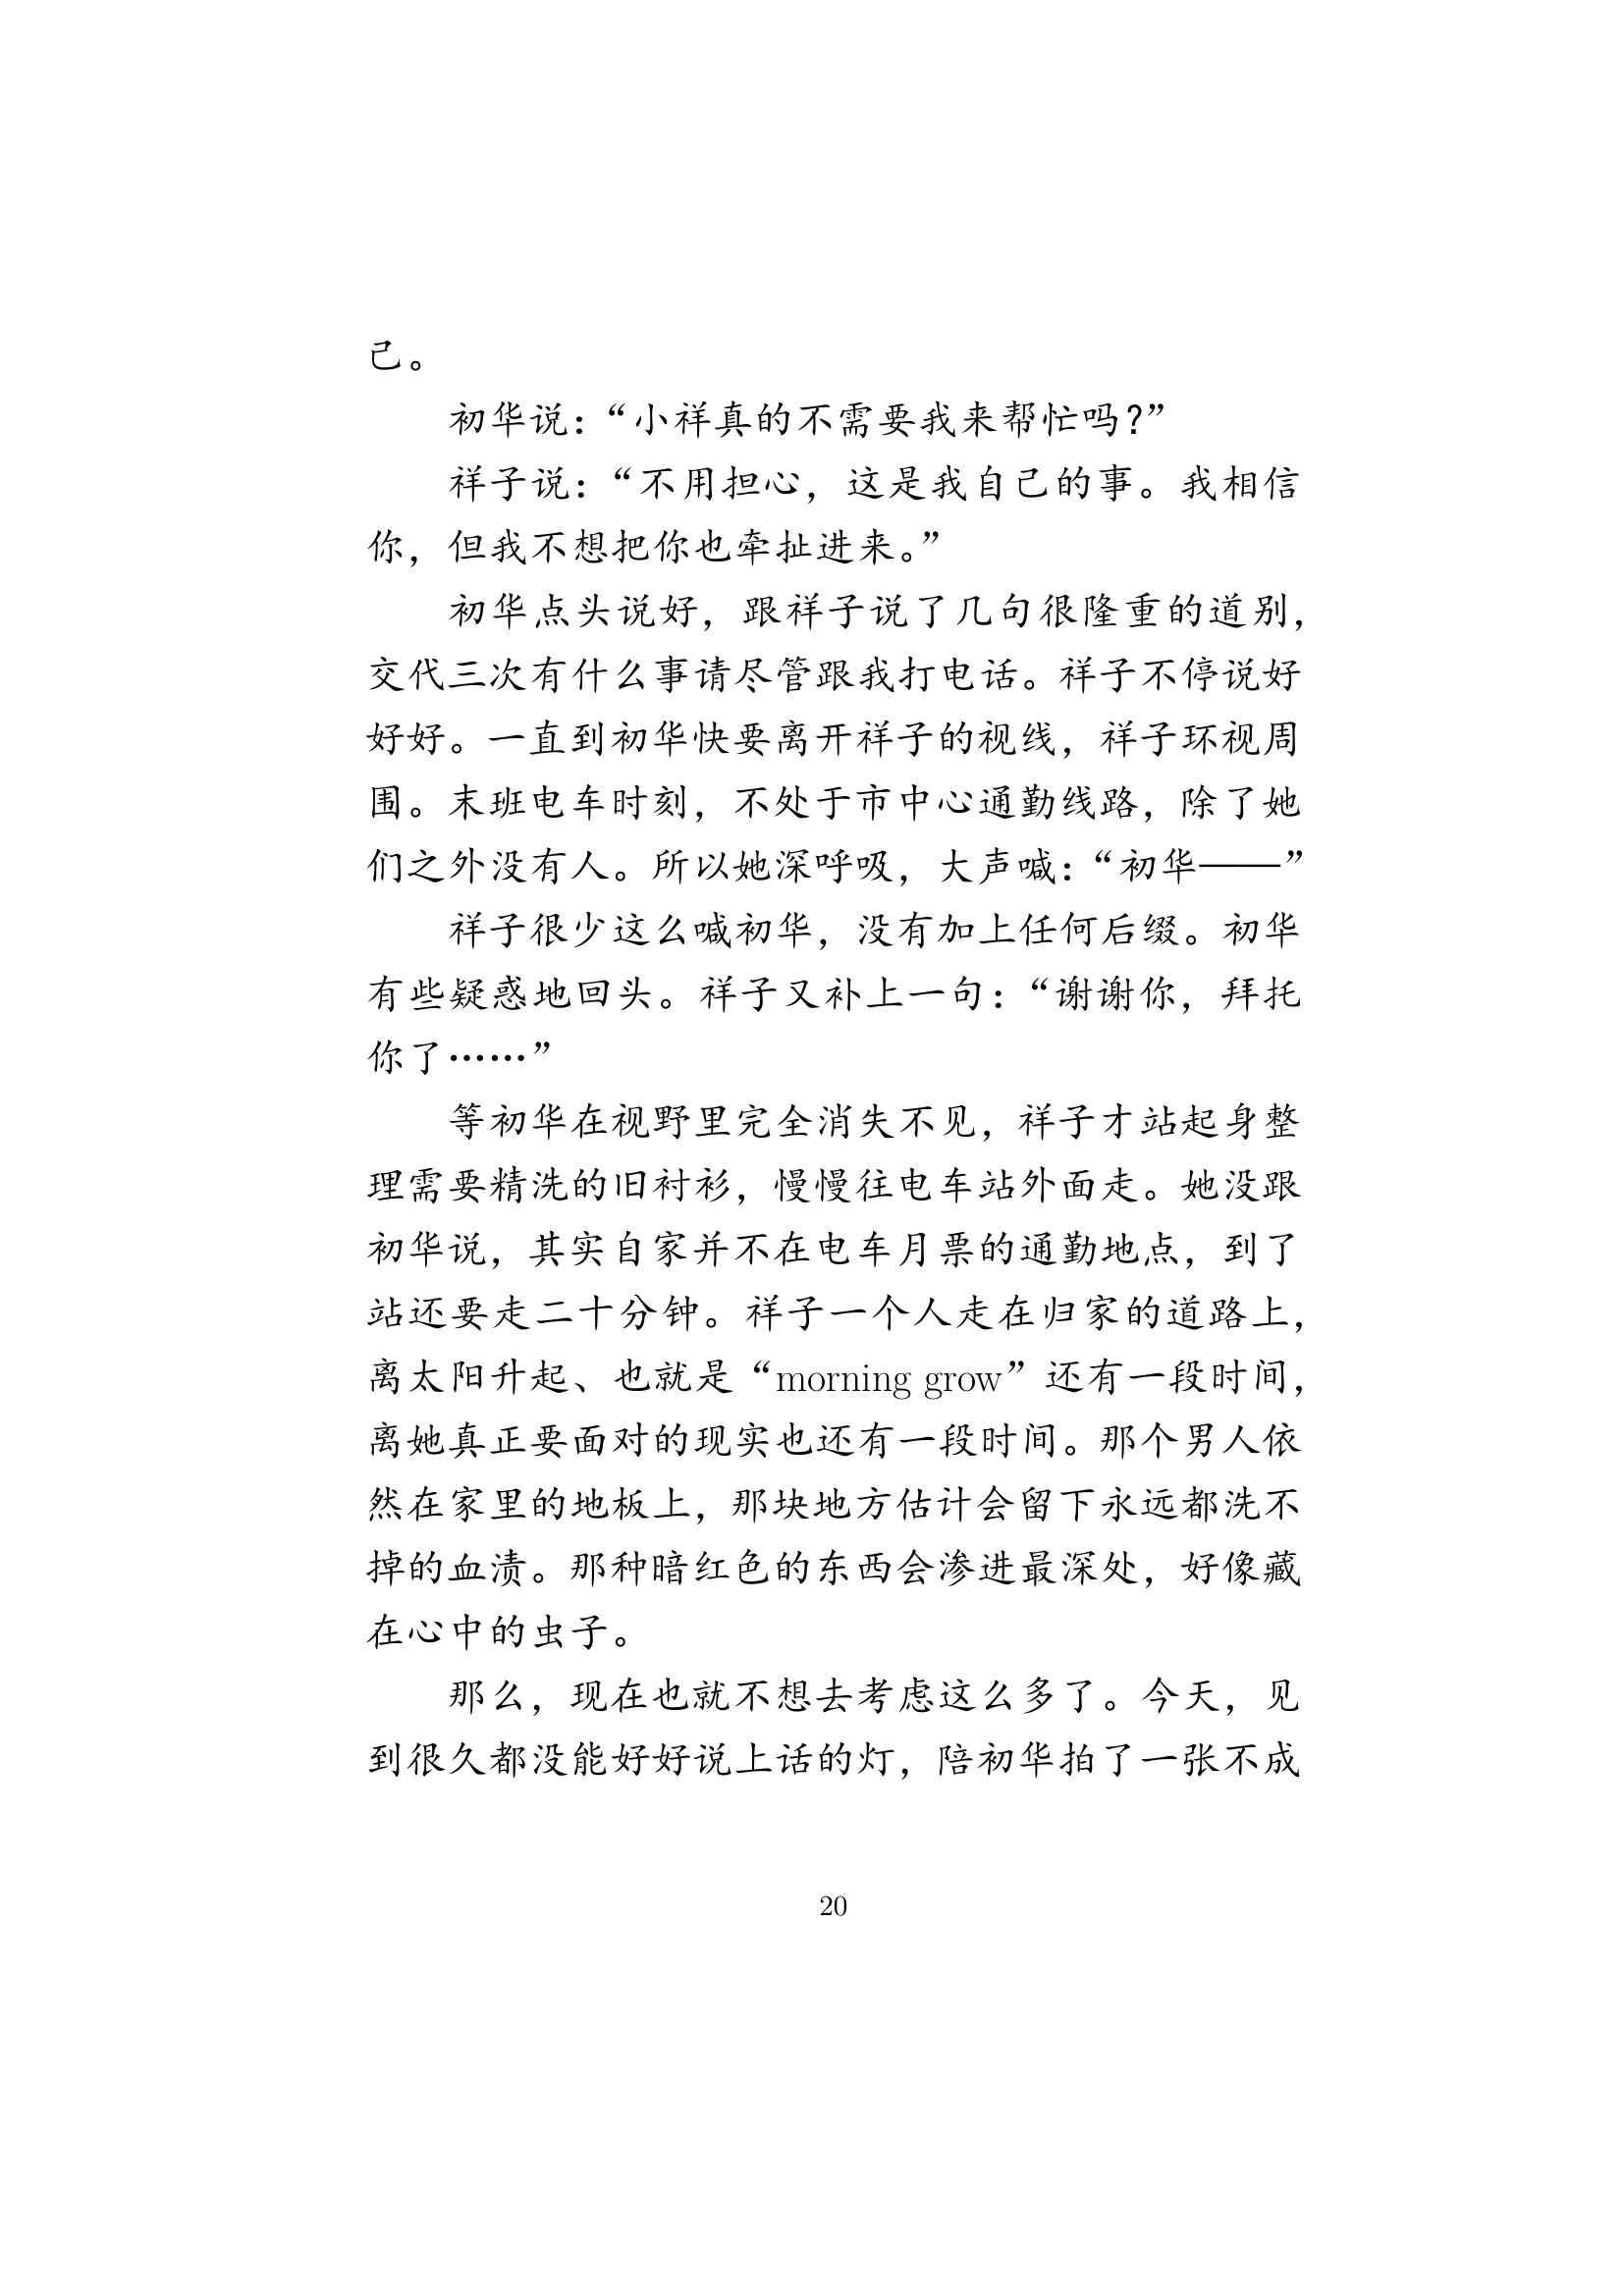 己。
初华说：“小祥真的不需要我来帮忙吗？”
祥子说：“不用担心，这是我自己的事。我相信
你，但我不想把你也牵扯进来。”
初华点头说好，跟祥子说了几句很隆重的道别，
交代三次有什么事请尽管跟我打电话。祥子不停说好
好好。一直到初华快要离开祥子的视线，祥子环视周
围。末班电车时刻，不处于市中心通勤线路，除了她
们之外没有人。所以她深呼吸，大声喊：“初华——”
祥子很少这么喊初华，没有加上任何后缀。初华
有些疑惑地回头。祥子又补上一句：“谢谢你，拜托
你了……”
等初华在视野里完全消失不见，祥子才站起身整
理需要精洗的旧衬衫，慢慢往电车站外面走。她没跟
初华说，其实自家并不在电车月票的通勤地点，到了
站还要走二十分钟。祥子一个人走在归家的道路上，
离太阳升起、也就是“morning grow”还有一段时间，
离她真正要面对的现实也还有一段时间。那个男人依
然在家里的地板上，那块地方估计会留下永远都洗不
掉的血渍。那种暗红色的东西会渗进最深处，好像藏
在心中的虫子。
那么，现在也就不想去考虑这么多了。今天，见
到很久都没能好好说上话的灯，陪初华拍了一张不成
20